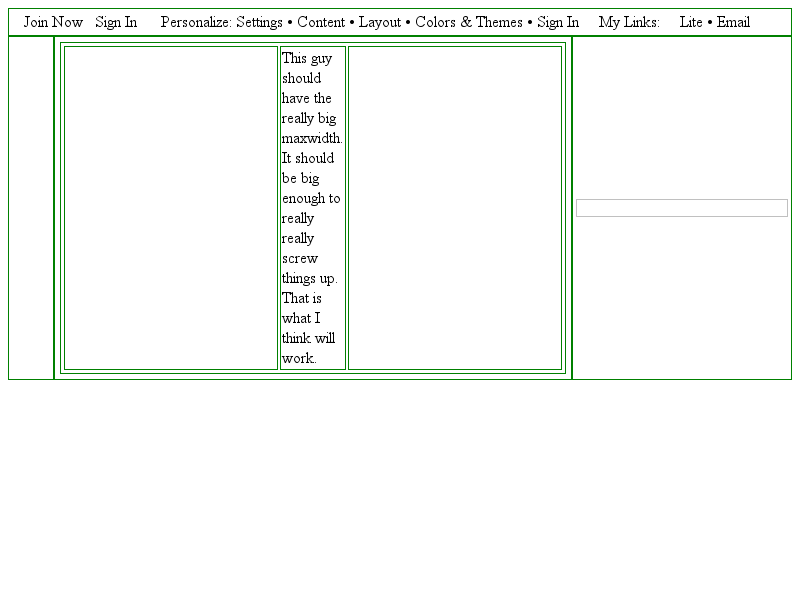 Join Now Sign In Personalize: Settings • Content • Layout • Colors & Themes • Sign In My Links: Lite • Email
This guy
should
have the
really big
maxwidth.
It should
be big
enough to
really
really
screw
things up.
That is
what I
think will
work.